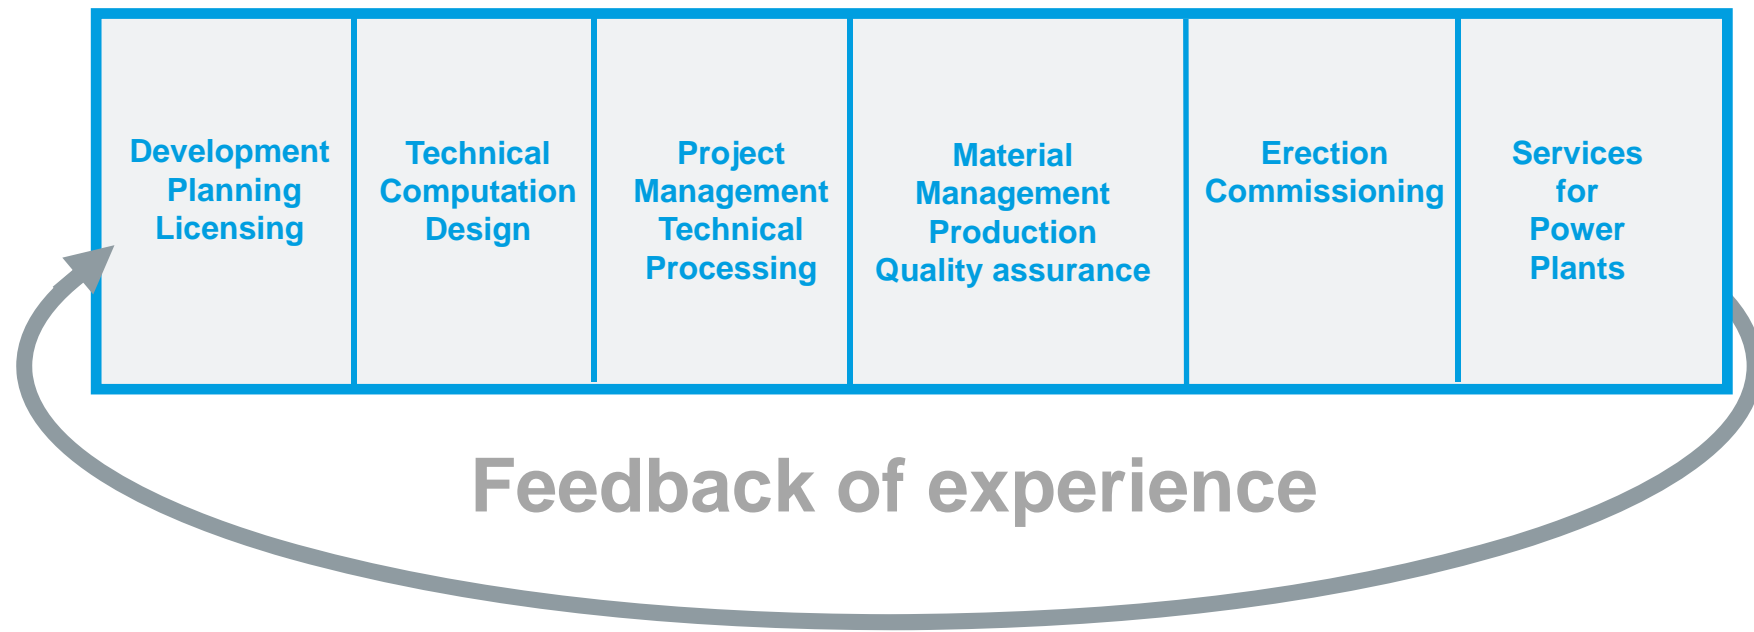 Development
Planning
Licensing
Technical
Computation
Design
Project
Management
Technical
Processing
Material
Management
Production
Quality assurance
Erection
Commissioning
Services
for
Power
Plants
Feedback of experience